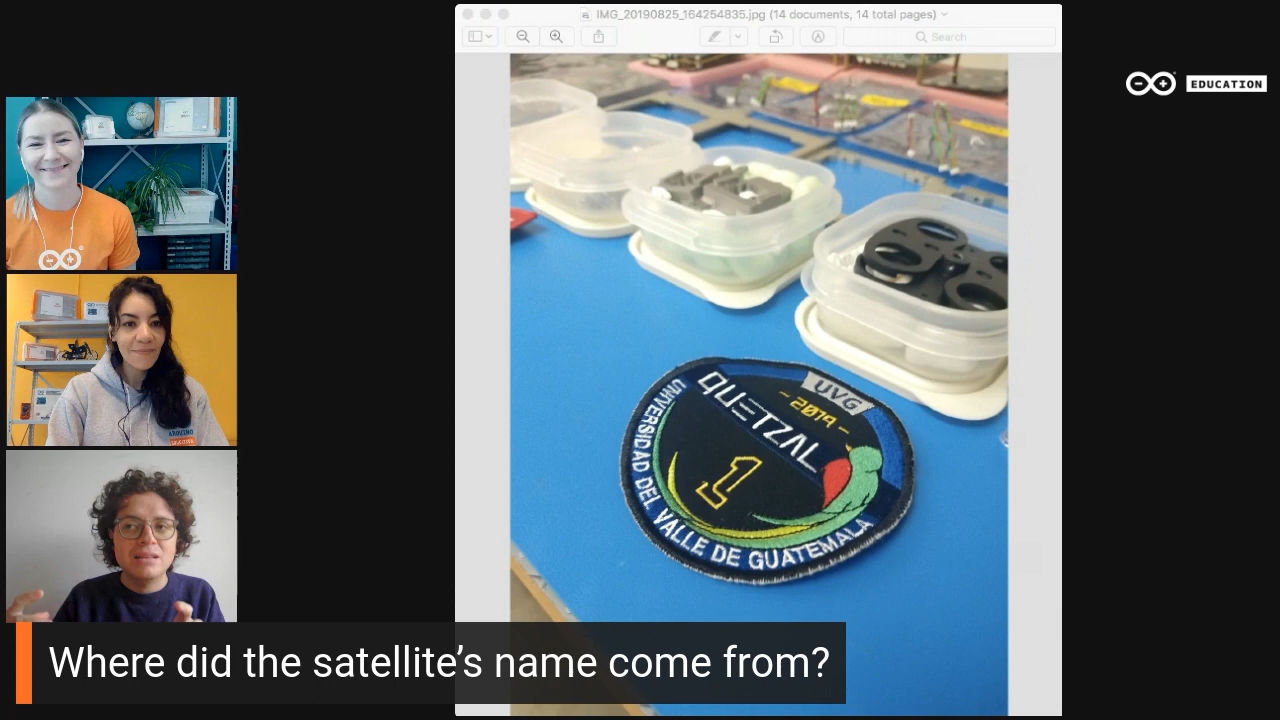 IMG_20190825_164254835.jpg (14 documents, 14 total pages)
Search
EDUCATION
UVG
- 2019 -
QUETZAL
1
UNIVERSIDAD DEL VALLE DE GUATEMALA
Where did the satellite’s name come from?